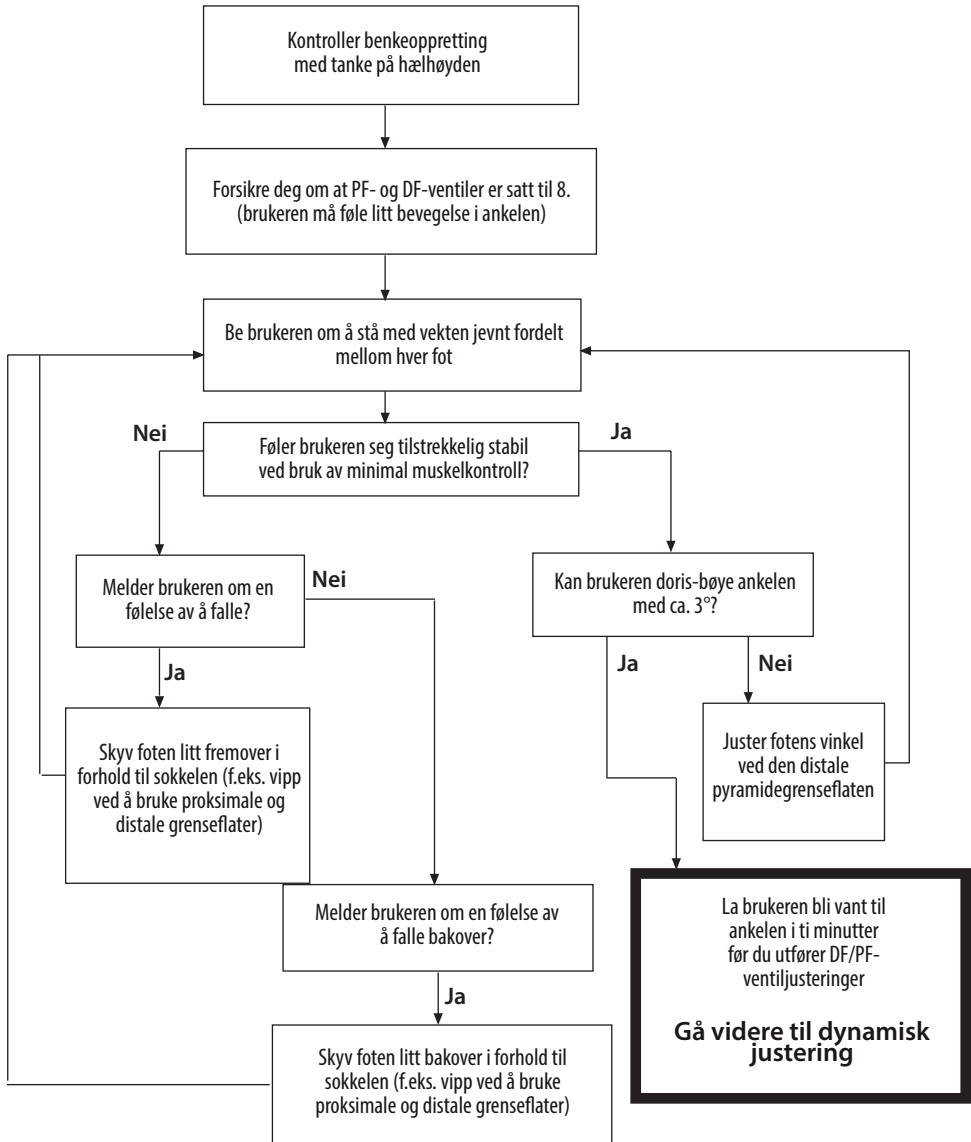 Kontroller benkeoppretting
med tanke på hælhøyden
Forsikre deg om at PF- og DF-ventiler er satt til 8.
(brukeren må føle litt bevegelse i ankelen)
Be brukeren om å stå med vekten jevnt fordelt
mellom hver fot
Nei
Føler brukeren seg tilstrekkelig stabil
ved bruk av minimal muskelkontroll?
Ja
Melder brukeren om en
følelse av å falle?
Nei
Kan brukeren doris-bøye ankelen
med ca. 3°?
Ja
Ja
Nei
Skyv foten litt fremover i
forhold til sokkelen (f.eks. vipp
ved å bruke proksimale og
distale grenseflater)
Juster fotens vinkel
ved den distale
pyramidegrenseflaten
Melder brukeren om en følelse av
å falle bakover?
Ja
La brukeren bli vant til
ankelen i ti minutter
før du utfører DF/PF-
ventiljusteringer
Gå videre til dynamisk
justering
Skyv foten litt bakover i forhold til
sokkelen (f.eks. vipp ved å bruke
proksimale og distale grenseflater)